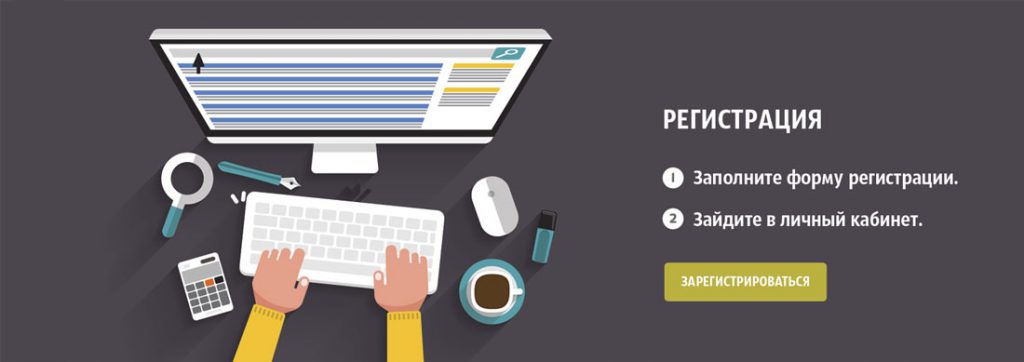 РЕГИСТРАЦИЯ
1 Заполните форму регистрации.
2 Зайдите в личный кабинет.
ЗАРЕГИСТРИРОВАТЬСЯ